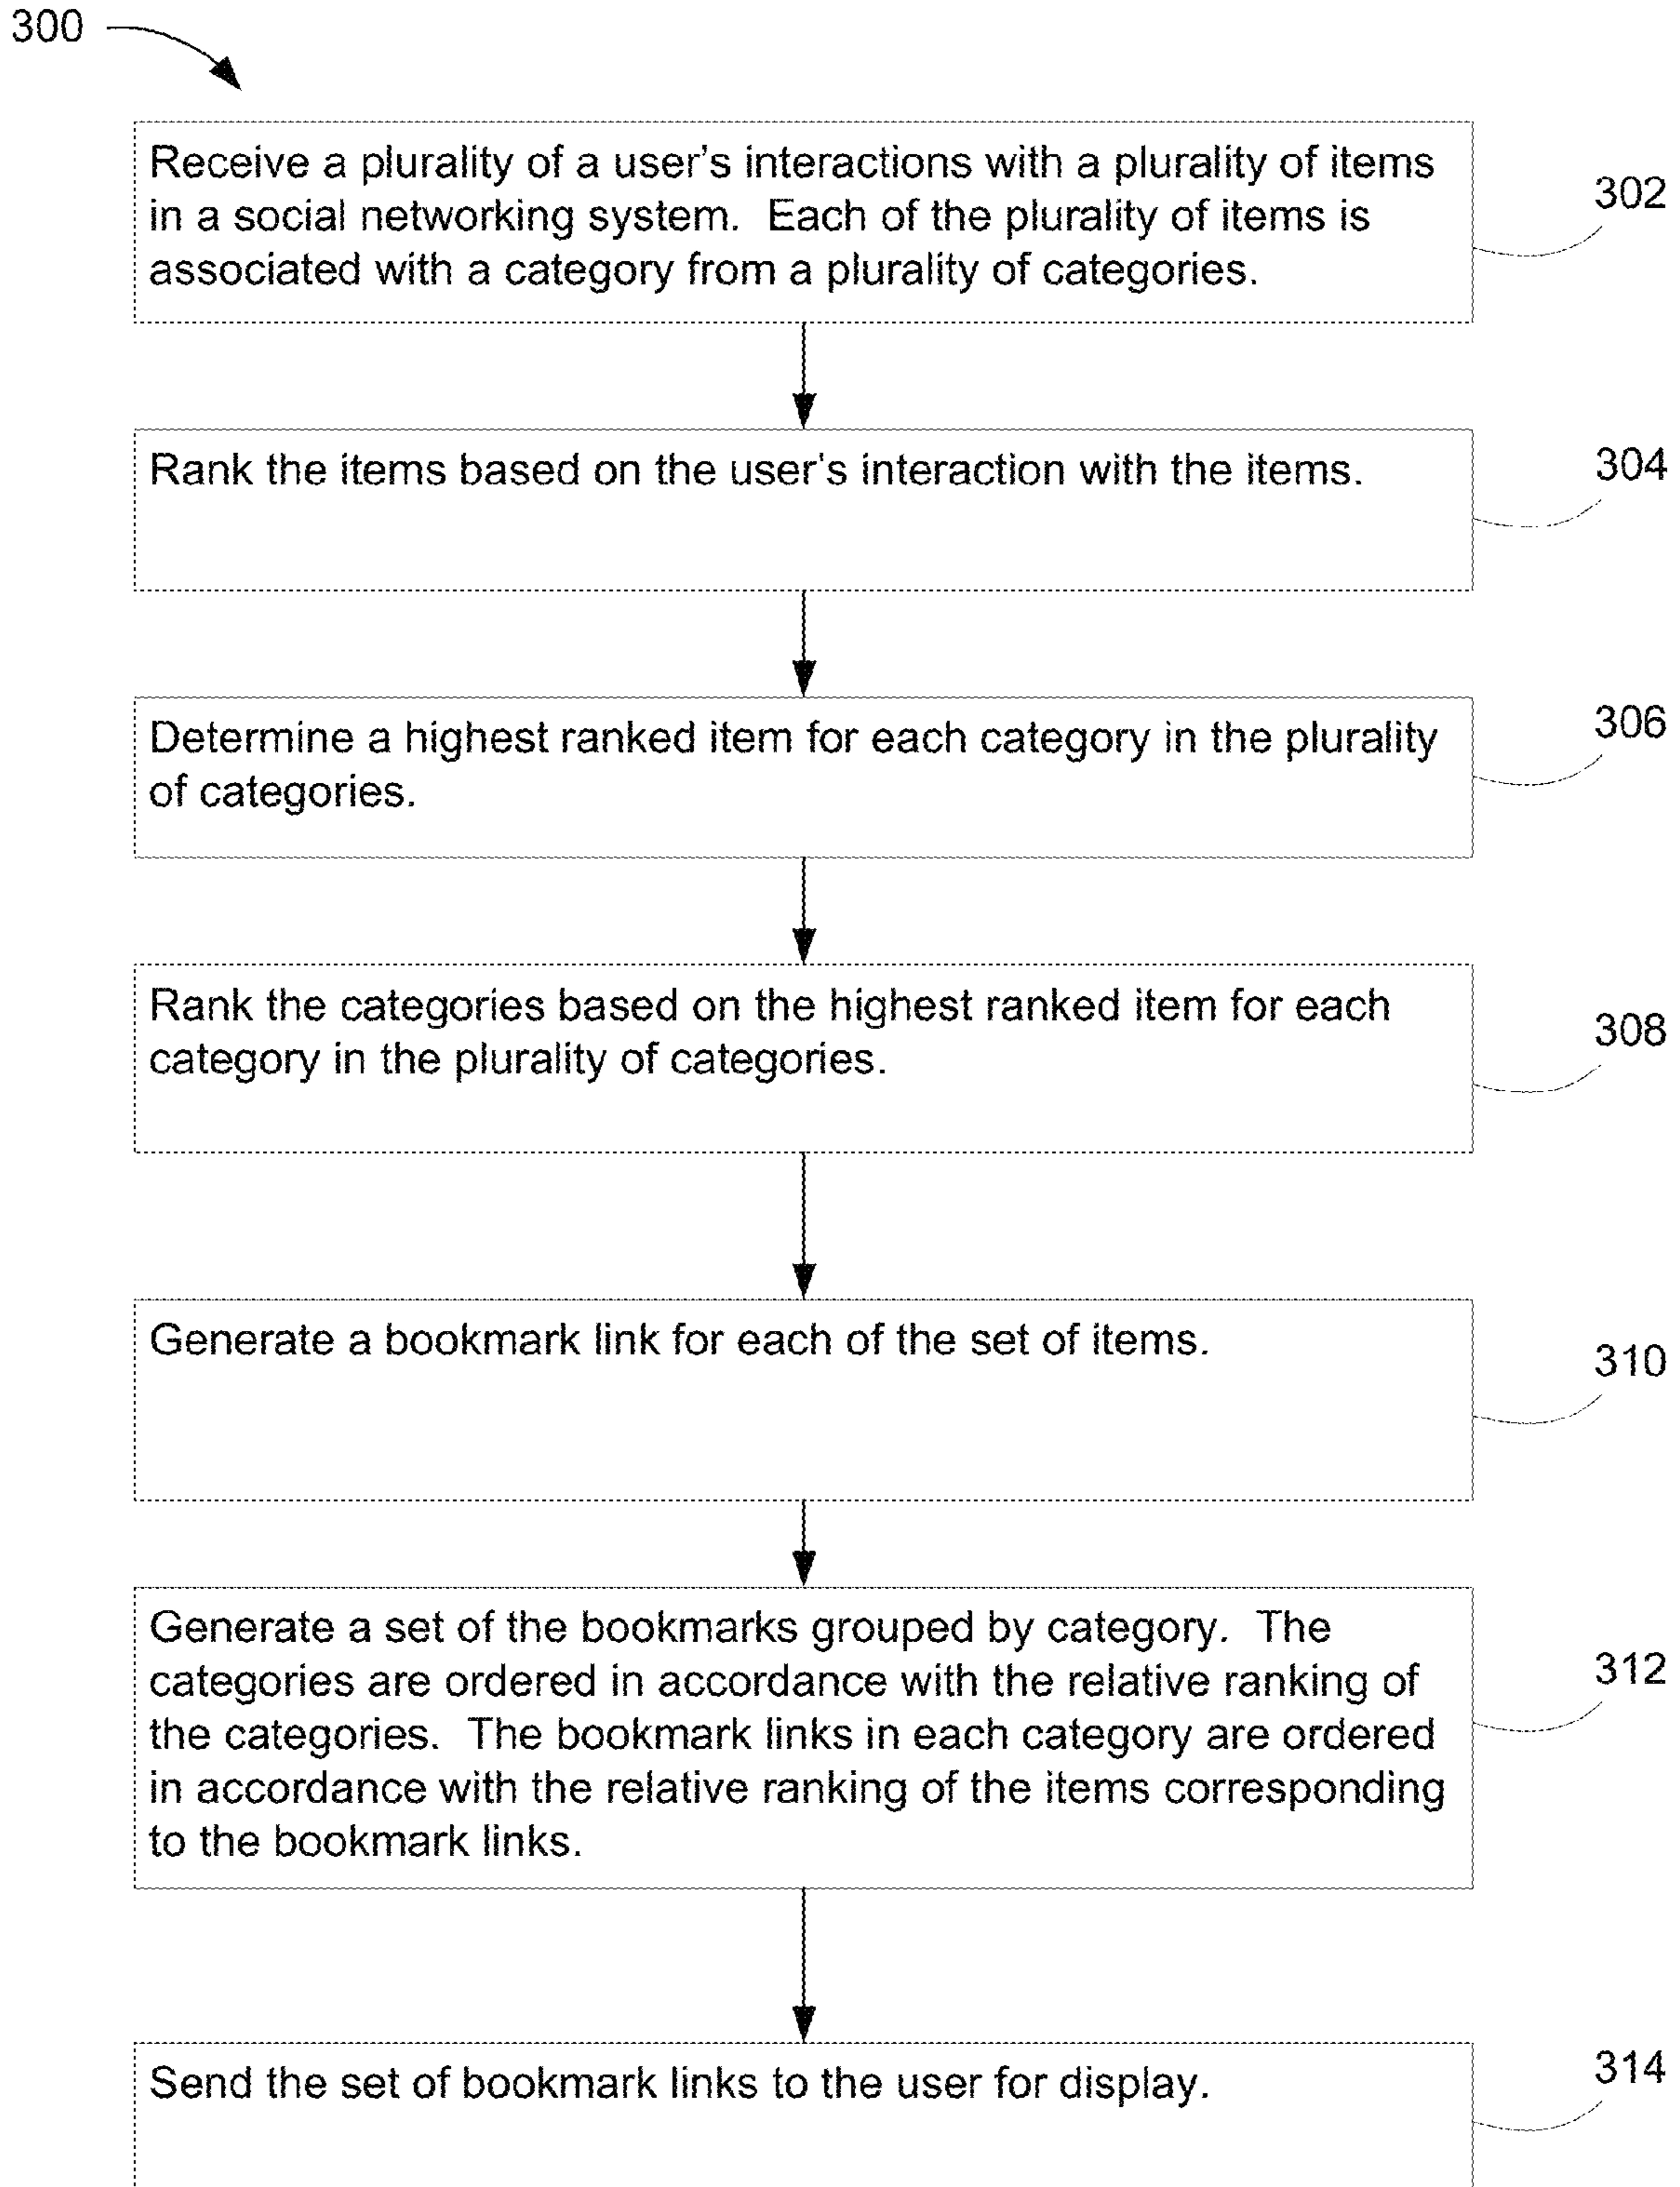 300
Receive a plurality of a user's interactions with a plurality of items
in a social networking system.  Each of the plurality of items is
associated with a category from a plurality of categories.
302
Rank the items based on the user's interaction with the items.
304
Determine a highest ranked item for each category in the plurality
of categories.
306
Rank the categories based on the highest ranked item for each
category in the plurality of categories.
308
Generate a bookmark link for each of the set of items.
310
Generate a set of the bookmarks grouped by category.  The
categories are ordered in accordance with the relative ranking of
the categories.  The bookmark links in each category are ordered
in accordance with the relative ranking of the items corresponding
to the bookmark links.
312
Send the set of bookmark links to the user for display.
314